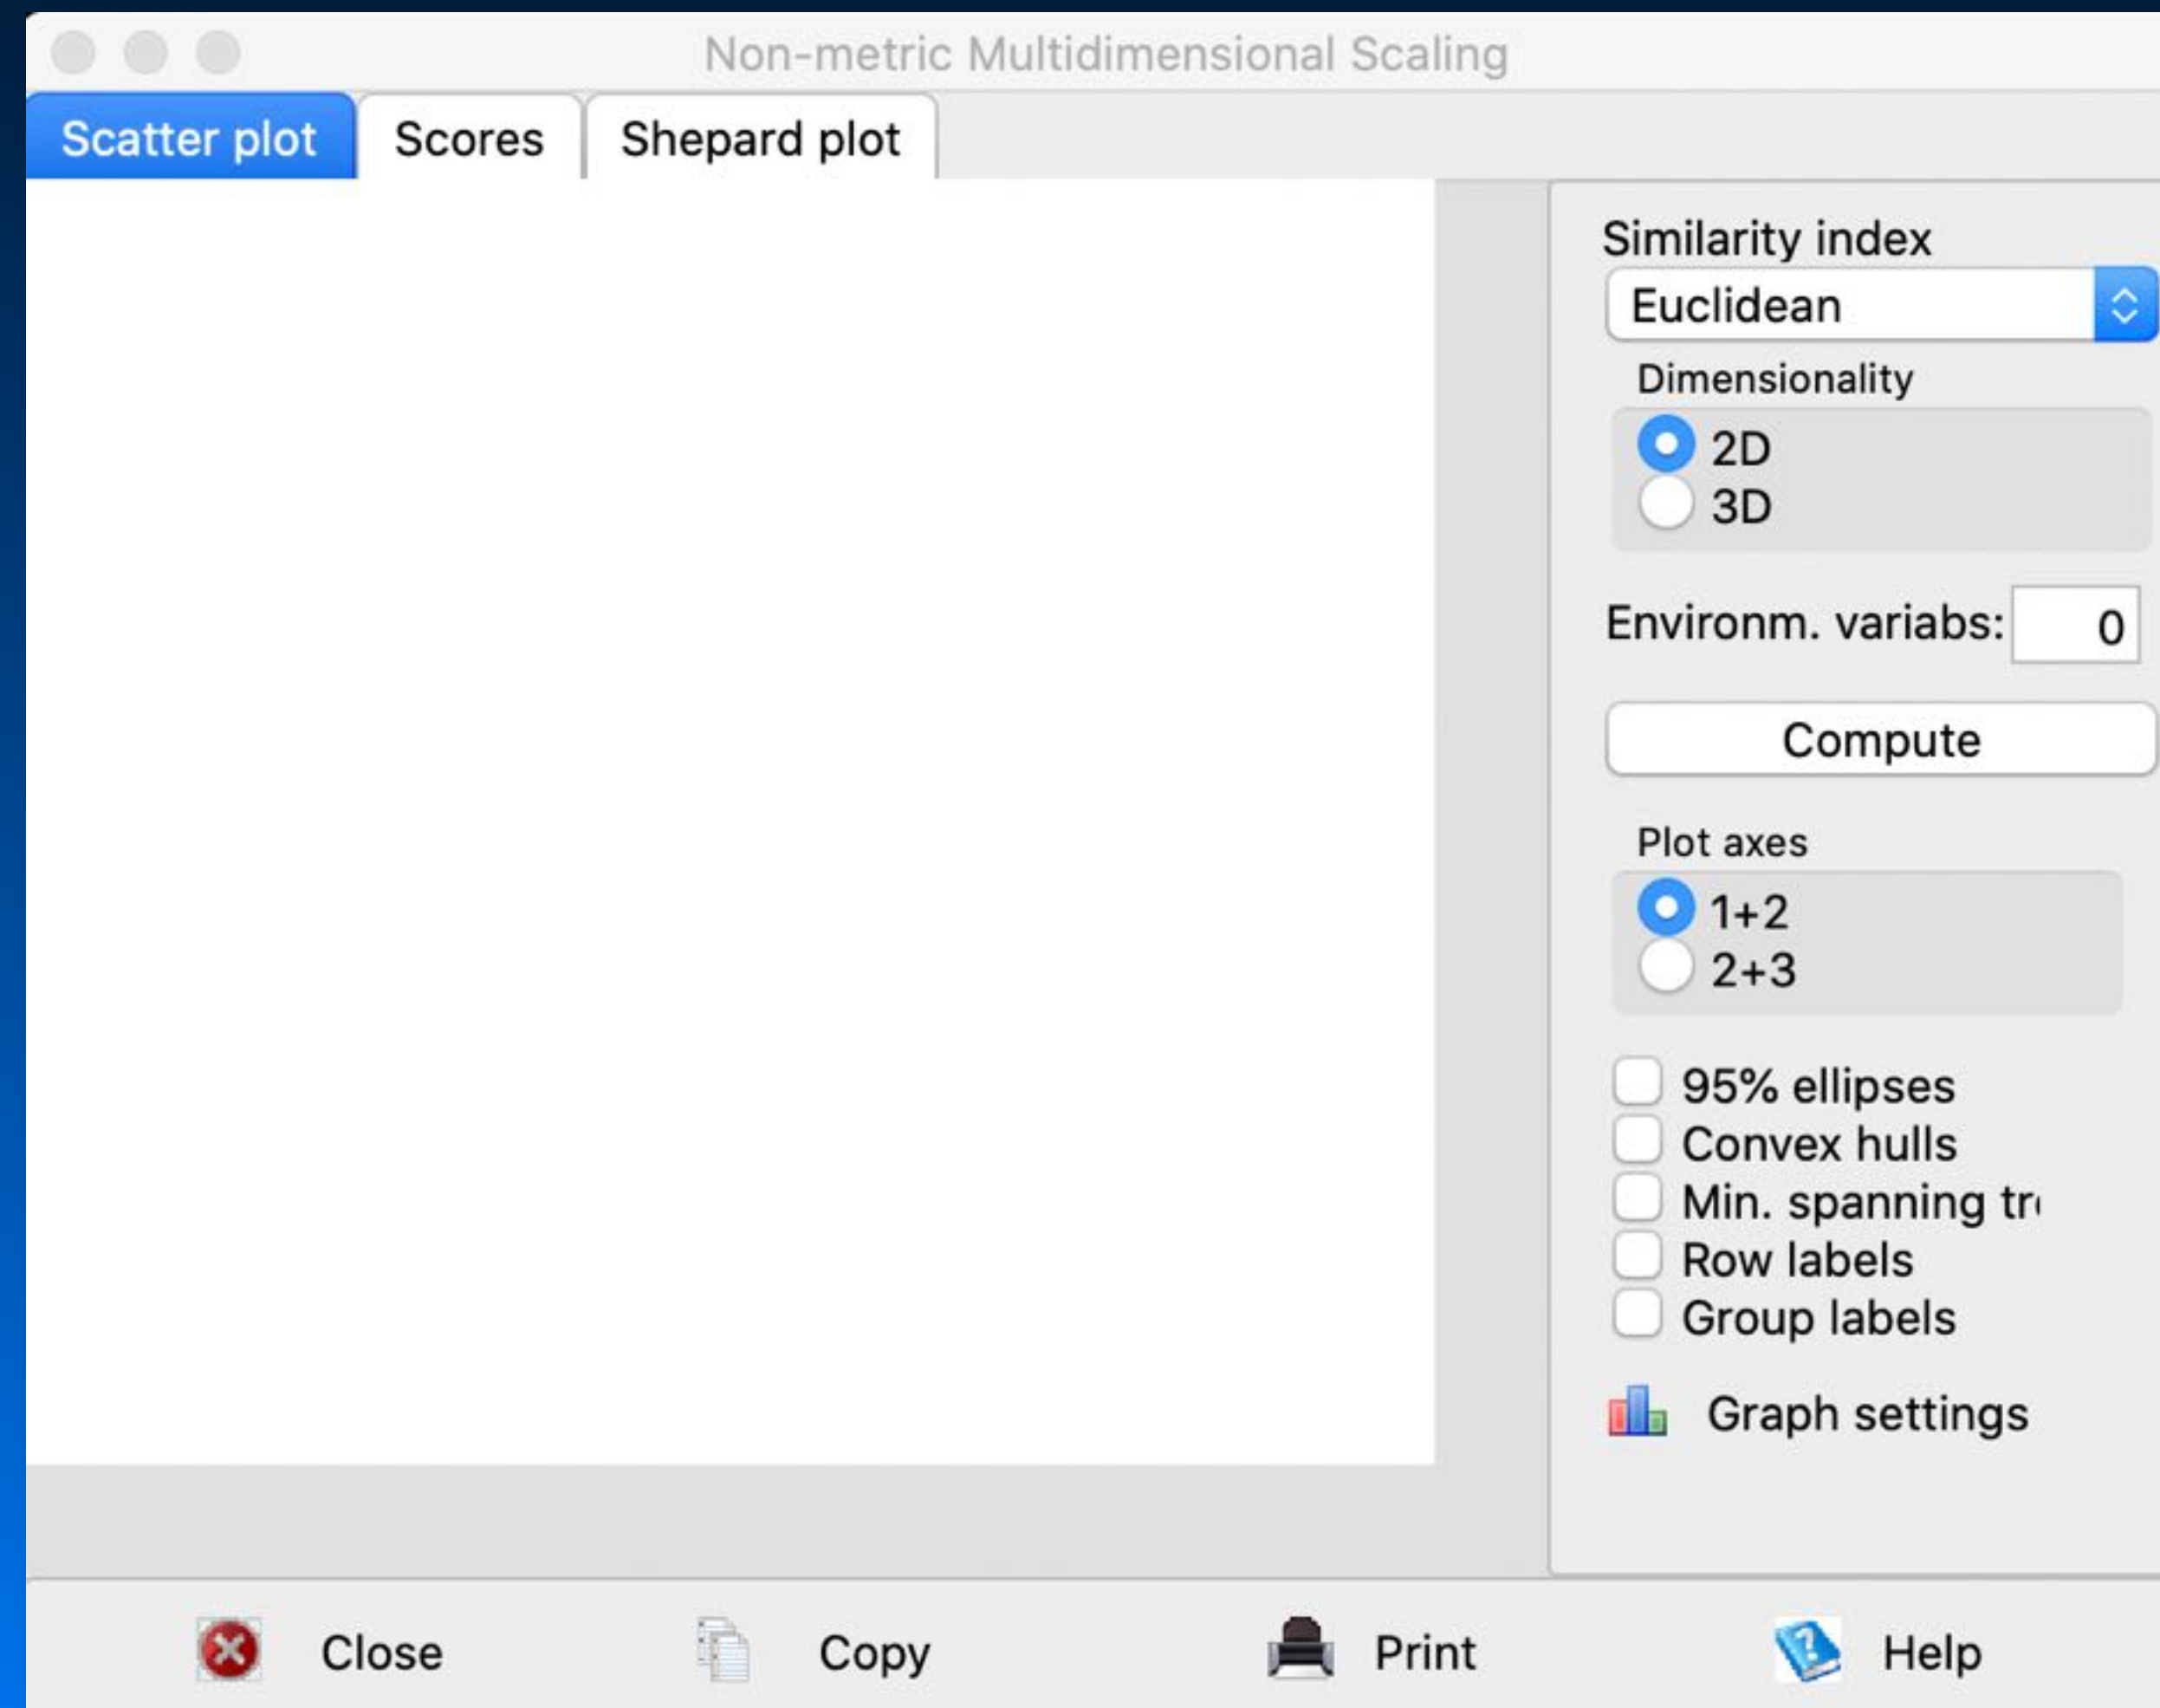 Non-metric Multidimensional Scaling
Scatter plot Scores Shepard plot
Similarity index
Euclidean
Dimensionality
2D
3D
Environm. variabs: 0
Compute
Plot axes
1+2
2+3
95% ellipses
Convex hulls
Min. spanning tr
Row labels
Group labels
Graph settings
Close Copy Print Help